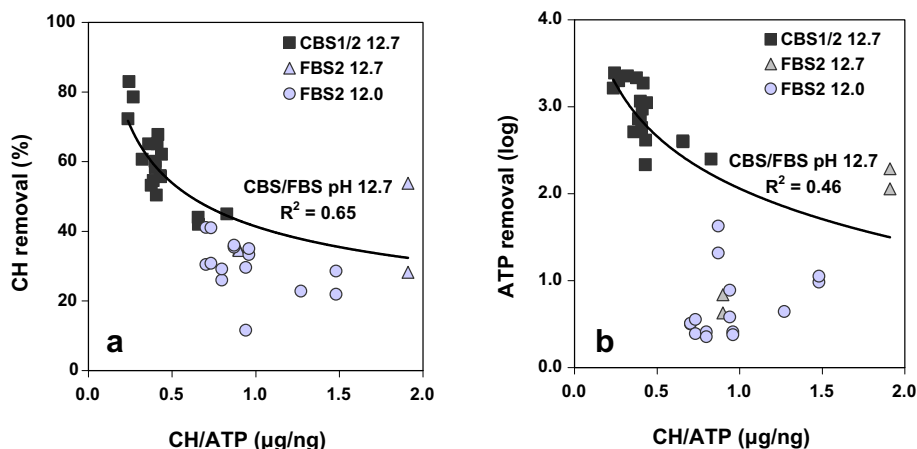 100
80
60
40
20
0
CH removal (%)
CBS1/2 12.7
FBS2 12.7
FBS2 12.0
CBS/FBS pH 12.7
R² = 0.65
a
0.0 0.5 1.0 1.5 2.0
CH/ATP (µg/ng)
4.0
3.0
2.0
1.0
0.0
ATP removal (log)
CBS1/2 12.7
FBS2 12.7
FBS2 12.0
CBS/FBS pH 12.7
R² = 0.46
b
0.0 0.5 1.0 1.5 2.0
CH/ATP (µg/ng)